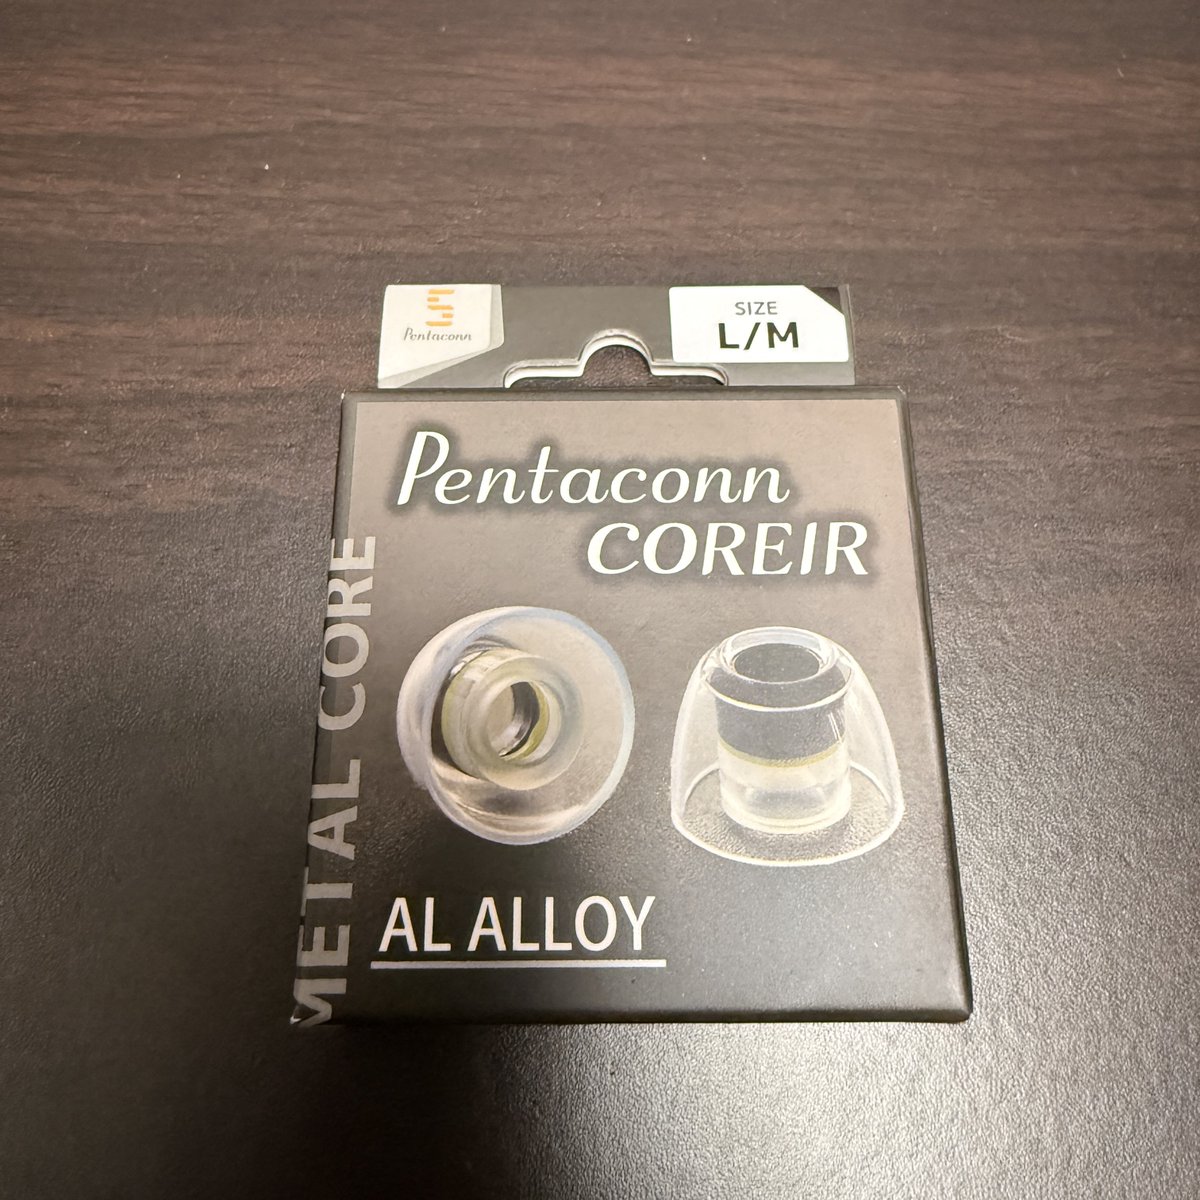 Pentaconn
SIZE
L/M
Pentaconn
COREIR
METAL CORE
AL ALLOY